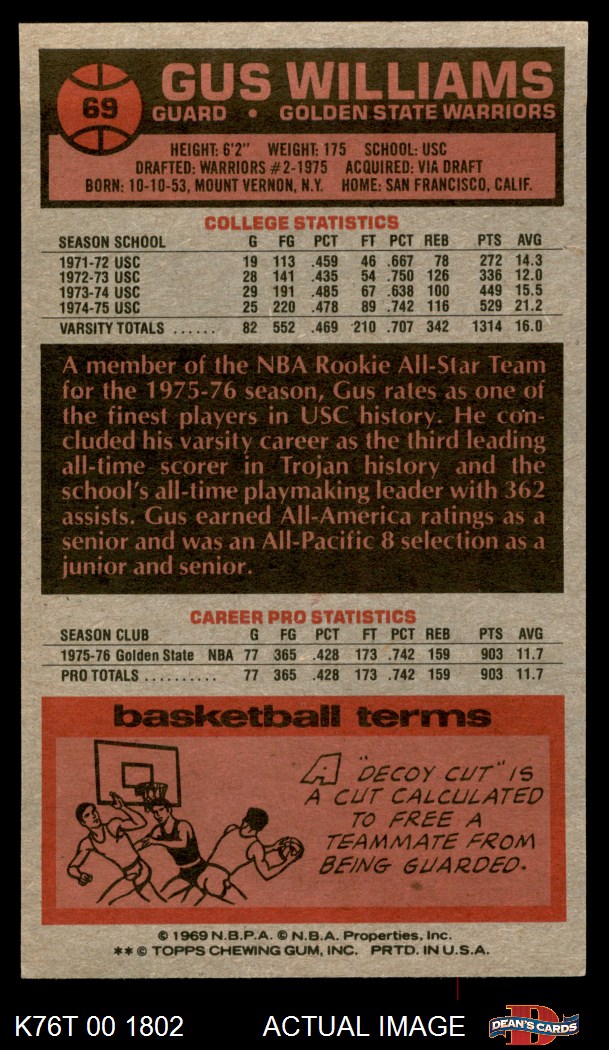 69
GUS WILLIAMS
GUARD • GOLDEN STATE WARRIORS
HEIGHT: 6'2" WEIGHT: 175 SCHOOL: USC
DRAFTED: WARRIORS #2-1975 ACQUIRED: VIA DRAFT
BORN: 10-10-53, MOUNT VERNON, N.Y. HOME: SAN FRANCISCO, CALIF.
COLLEGE STATISTICS
SEASON SCHOOL G FG PCT FT PCT REB PTS AVG
1971-72 USC 19 113 .459 46 .667 78 272 14.3
1972-73 USC 28 141 .435 54 .750 126 336 12.0
1973-74 USC 29 191 .485 67 .638 100 449 15.5
1974-75 USC 25 220 .478 89 .742 116 529 21.2
VARSITY TOTALS ...... 82 552 .469 210 .707 342 1314 16.0
A member of the NBA Rookie All-Star Team
for the 1975-76 season, Gus rates as one of
the finest players in USC history. He con-
cluded his varsity career as the third leading
all-time scorer in Trojan history and the
school's all-time playmaking leader with 362
assists. Gus earned All-America ratings as a
senior and was an All-Pacific 8 selection as a
junior and senior.
CAREER PRO STATISTICS
SEASON CLUB G FG PCT FT PCT REB PTS AVG
1975-76 Golden State NBA 77 365 .428 173 .742 159 903 11.7
PRO TOTALS .......... 77 365 .428 173 .742 159 903 11.7
basketball terms
A "DECOY CUT" IS
A CUT CALCULATED
TO FREE A
TEAMMATE FROM
BEING GUARDED.
© 1969 N.B.P.A. © N.B.A. Properties, Inc.
** © TOPPS CHEWING GUM, INC. PRTD. IN U.S.A.
K76T 00 1802 ACTUAL IMAGE D DEAN'S CARDS